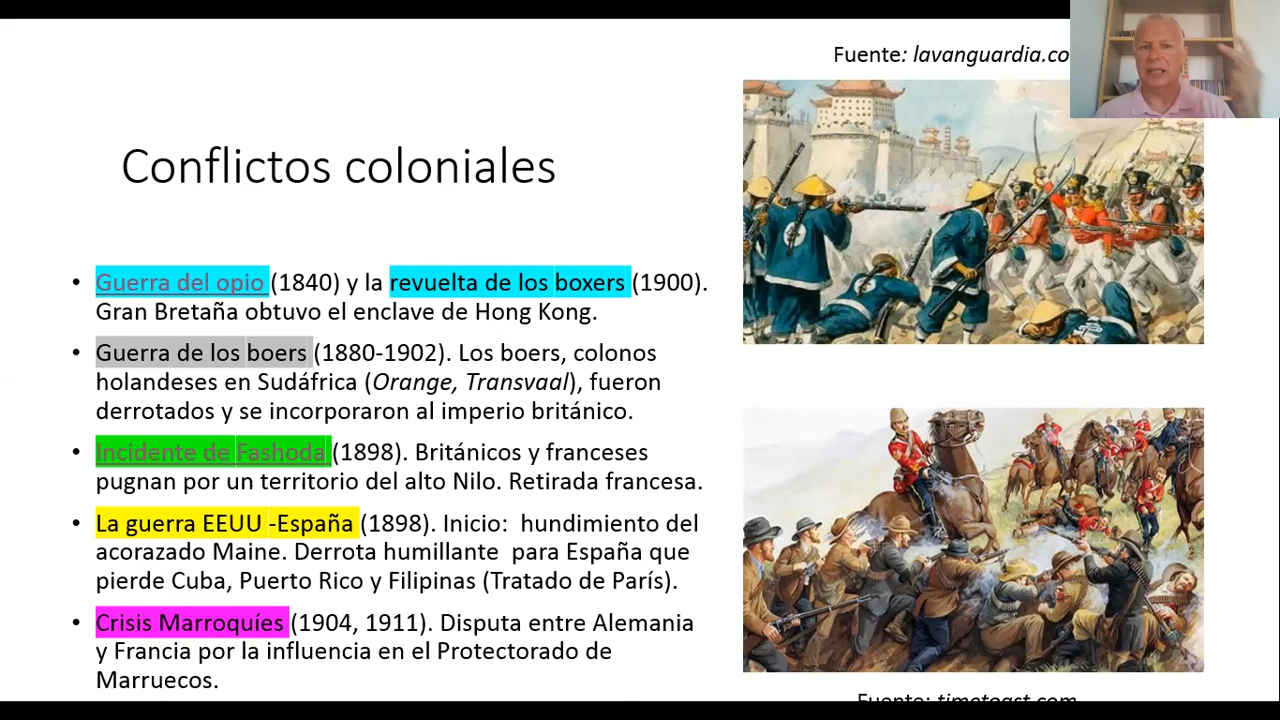 Fuente: lavanguardia.co
Conflictos coloniales
• Guerra del opio (1840) y la revuelta de los boxers (1900).
Gran Bretaña obtuvo el enclave de Hong Kong.
• Guerra de los boers (1880-1902). Los boers, colonos
holandeses en Sudáfrica (Orange, Transvaal), fueron
derrotados y se incorporaron al imperio británico.
• Incidente de Fashoda (1898). Británicos y franceses
pugnan por un territorio del alto Nilo. Retirada francesa.
• La guerra EEUU -España (1898). Inicio: hundimiento del
acorazado Maine. Derrota humillante para España que
pierde Cuba, Puerto Rico y Filipinas (Tratado de París).
• Crisis Marroquíes (1904, 1911). Disputa entre Alemania
y Francia por la influencia en el Protectorado de
Marruecos.
Fuente: timetoast.com